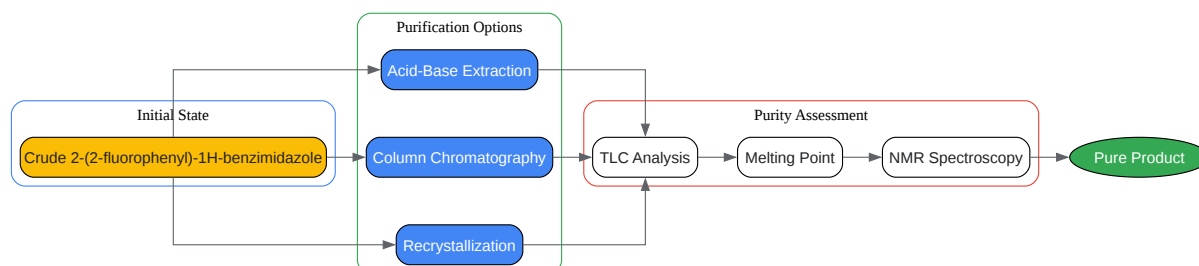 Purification Options
Acid-Base Extraction
Initial State
Purity Assessment
Crude 2-(2-fluorophenyl)-1H-benzimidazole
Column Chromatography
TLC Analysis
Melting Point
NMR Spectroscopy
Pure Product
Recrystallization